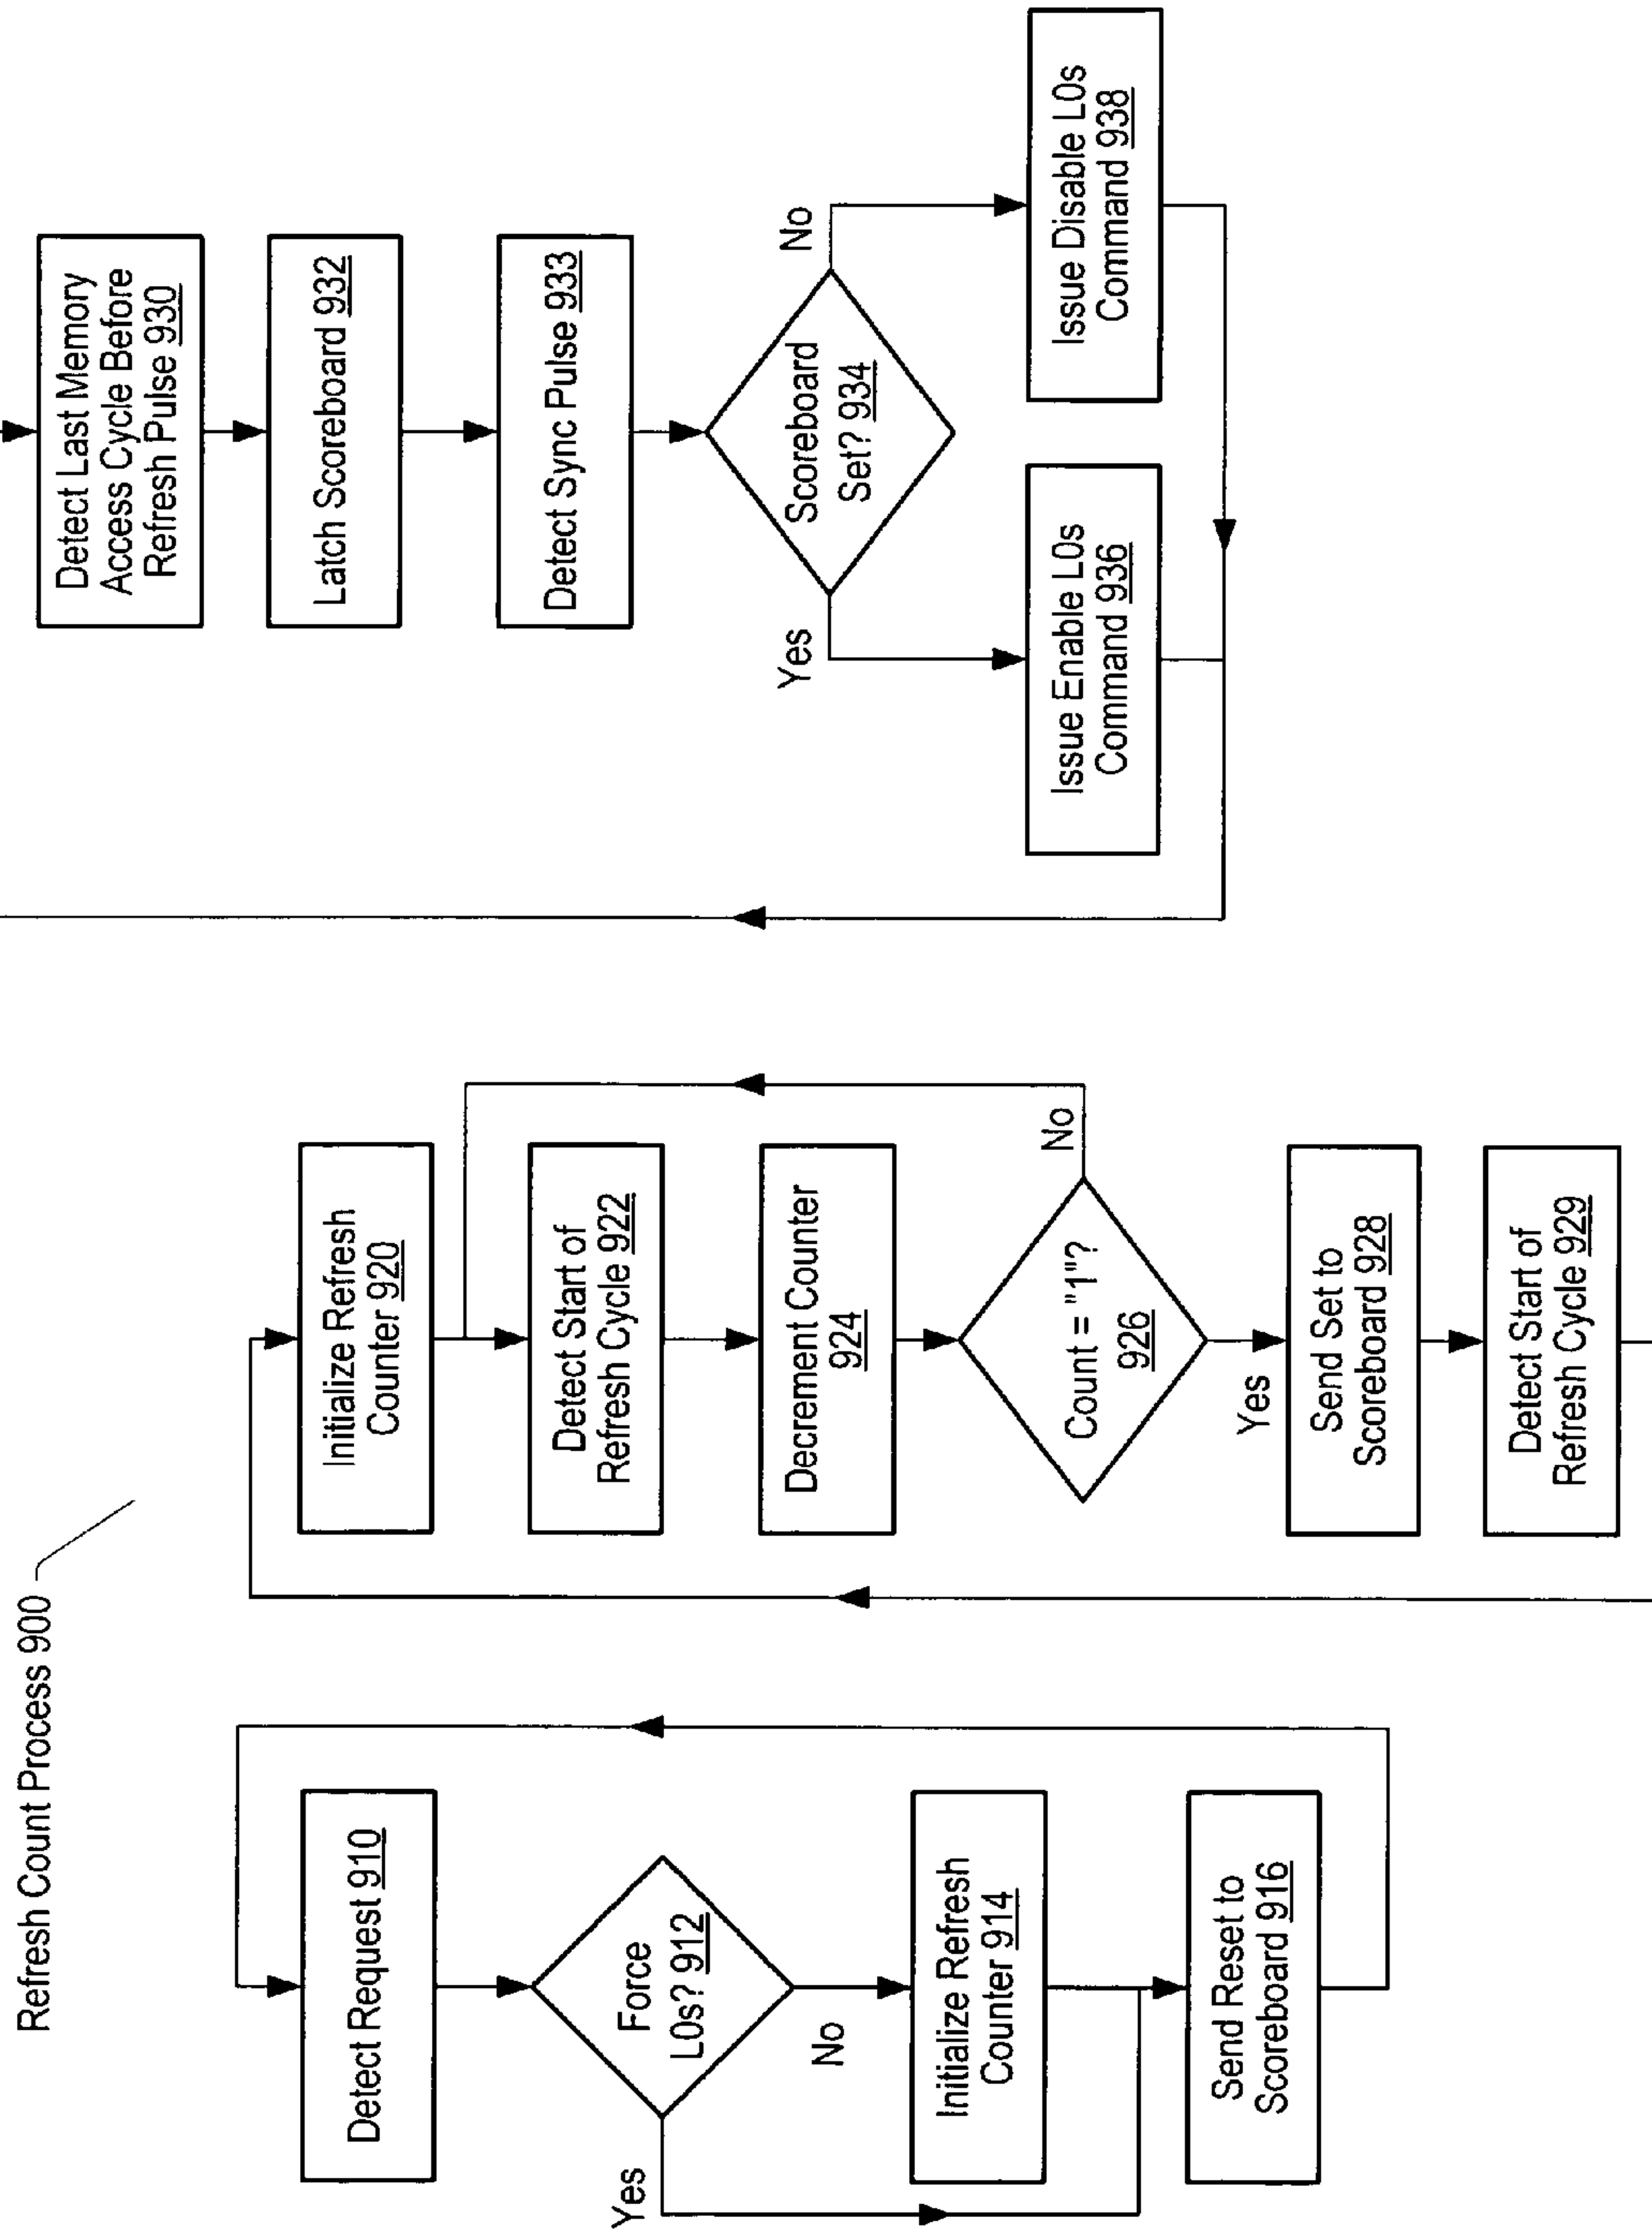 Refresh Count Process 900
Detect Request 910
Force
L0s? 912
Yes
No
Initialize Refresh
Counter 914
Send Reset to
Scoreboard 916
Initialize Refresh
Counter 920
Detect Start of
Refresh Cycle 922
Decrement Counter
924
Count = "1"?
926
No
Yes
Send Set to
Scoreboard 928
Detect Start of
Refresh Cycle 929
Detect Last Memory
Access Cycle Before
Refresh Pulse 930
Latch Scoreboard 932
Detect Sync Pulse 933
Scoreboard
Set? 934
Yes
No
Issue Enable L0s
Command 936
Issue Disable L0s
Command 938